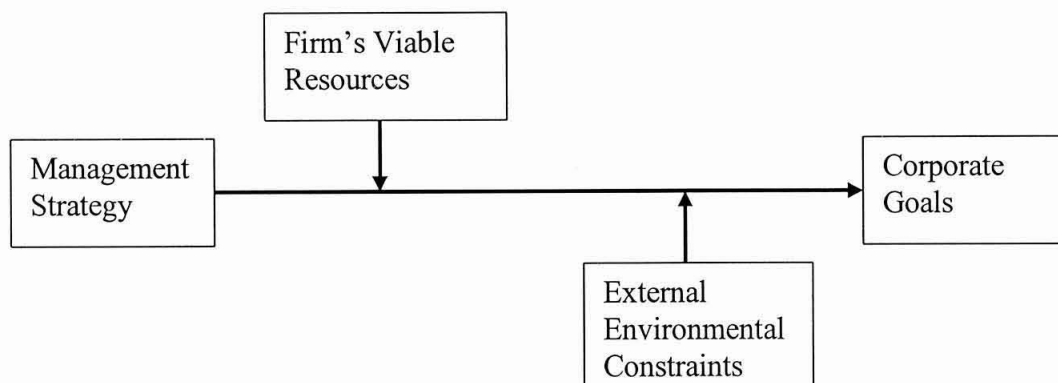 Firm's Viable
Resources
Management
Strategy
Corporate
Goals
External
Environmental
Constraints